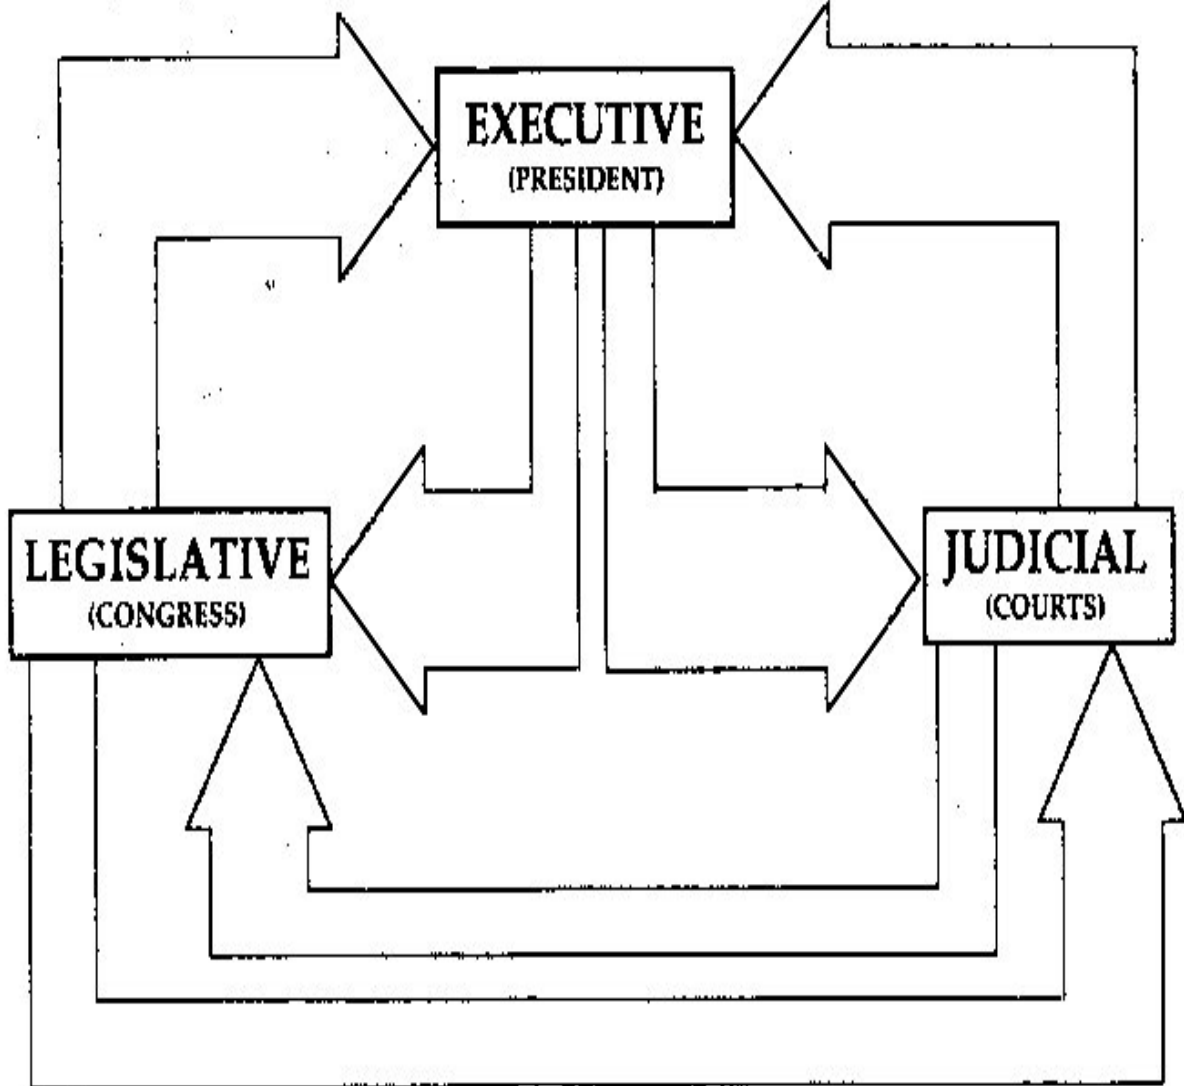 EXECUTIVE
(PRESIDENT)
LEGISLATIVE
(CONGRESS)
JUDICIAL
(COURTS)